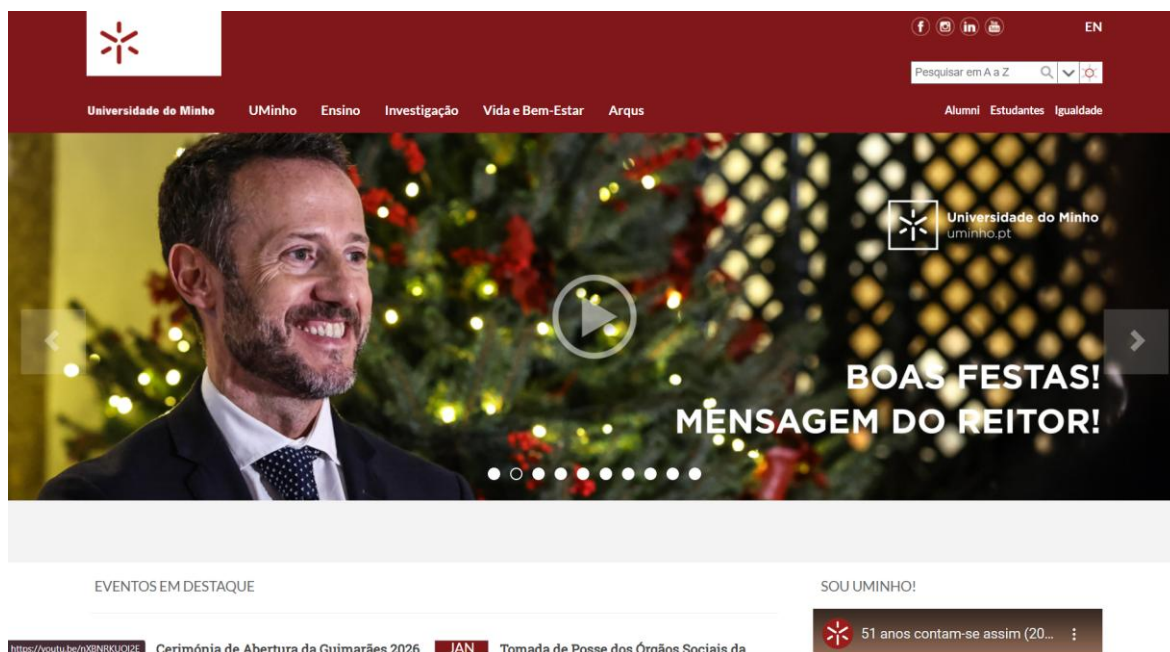 EN
Pesquisar em A a Z
Universidade do Minho UMinho Ensino Investigação Vida e Bem-Estar Arqus Alumni Estudantes Igualdade
Universidade do Minho
uminho.pt
BOAS FESTAS!
MENSAGEM DO REITOR!
EVENTOS EM DESTAQUE
SOU UMINHO!
51 anos contam-se assim (20...
https://youtu.be/nXBNRKUOI2E Cerimónia de Abertura da Guimarães 2026 JAN Tomada de Posse dos Órgãos Sociais da